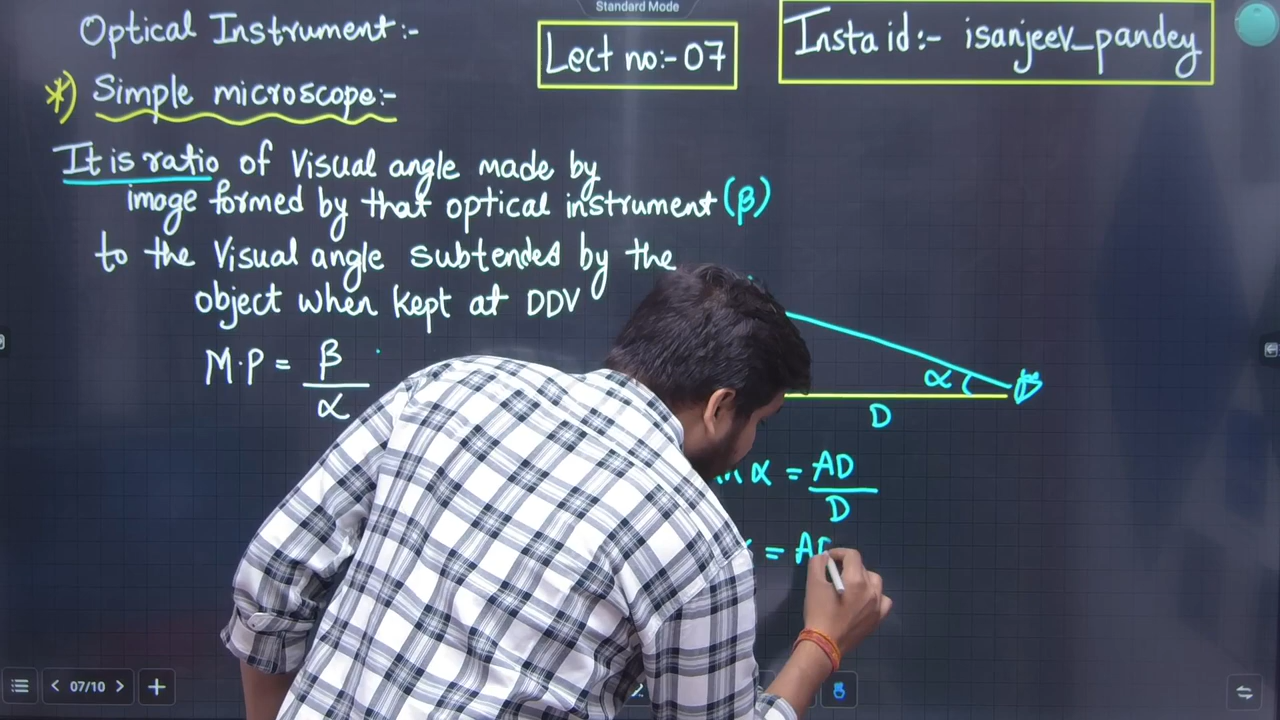 Standard Mode
Optical Instrument:-
Lect no:- 07
Insta id:- isanjeev_pandey
*) Simple microscope:-
It is ratio of Visual angle made by
image formed by that optical instrument (β)
to the Visual angle subtended by the
object when kept at DDV
M.P = β
α
α
D
α = AD
D
= A
07/10